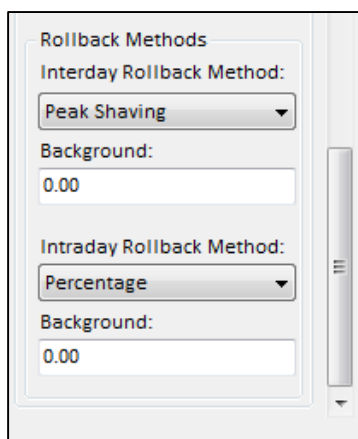 Rollback Methods
Interday Rollback Method:
Peak Shaving
Background:
0.00
Intraday Rollback Method:
Percentage
Background:
0.00